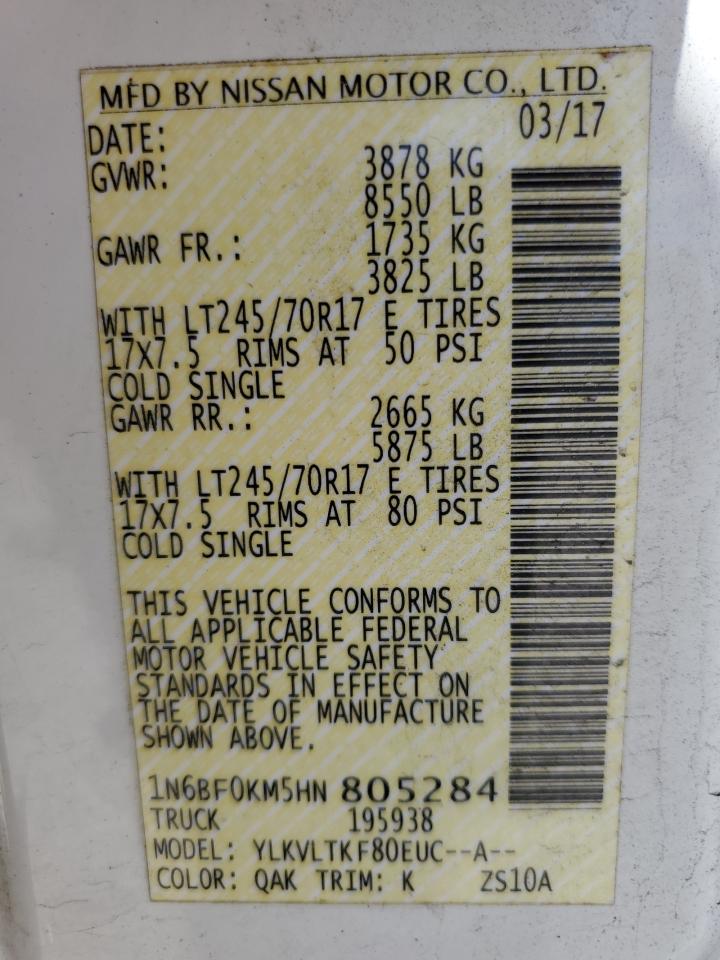 MFD BY NISSAN MOTOR CO., LTD.
DATE: 03/17
GVWR: 3878 KG
8550 LB
GAWR FR.: 1735 KG
3825 LB
WITH LT245/70R17 E TIRES
17X7.5 RIMS AT 50 PSI
COLD SINGLE
GAWR RR.: 2665 KG
5875 LB
WITH LT245/70R17 E TIRES
17X7.5 RIMS AT 80 PSI
COLD SINGLE
THIS VEHICLE CONFORMS TO
ALL APPLICABLE FEDERAL
MOTOR VEHICLE SAFETY
STANDARDS IN EFFECT ON
THE DATE OF MANUFACTURE
SHOWN ABOVE.
1N6BF0KM5HN 805284
TRUCK 195938
MODEL: YLKVLTKF80EUC--A--
COLOR: QAK TRIM: K ZS10A